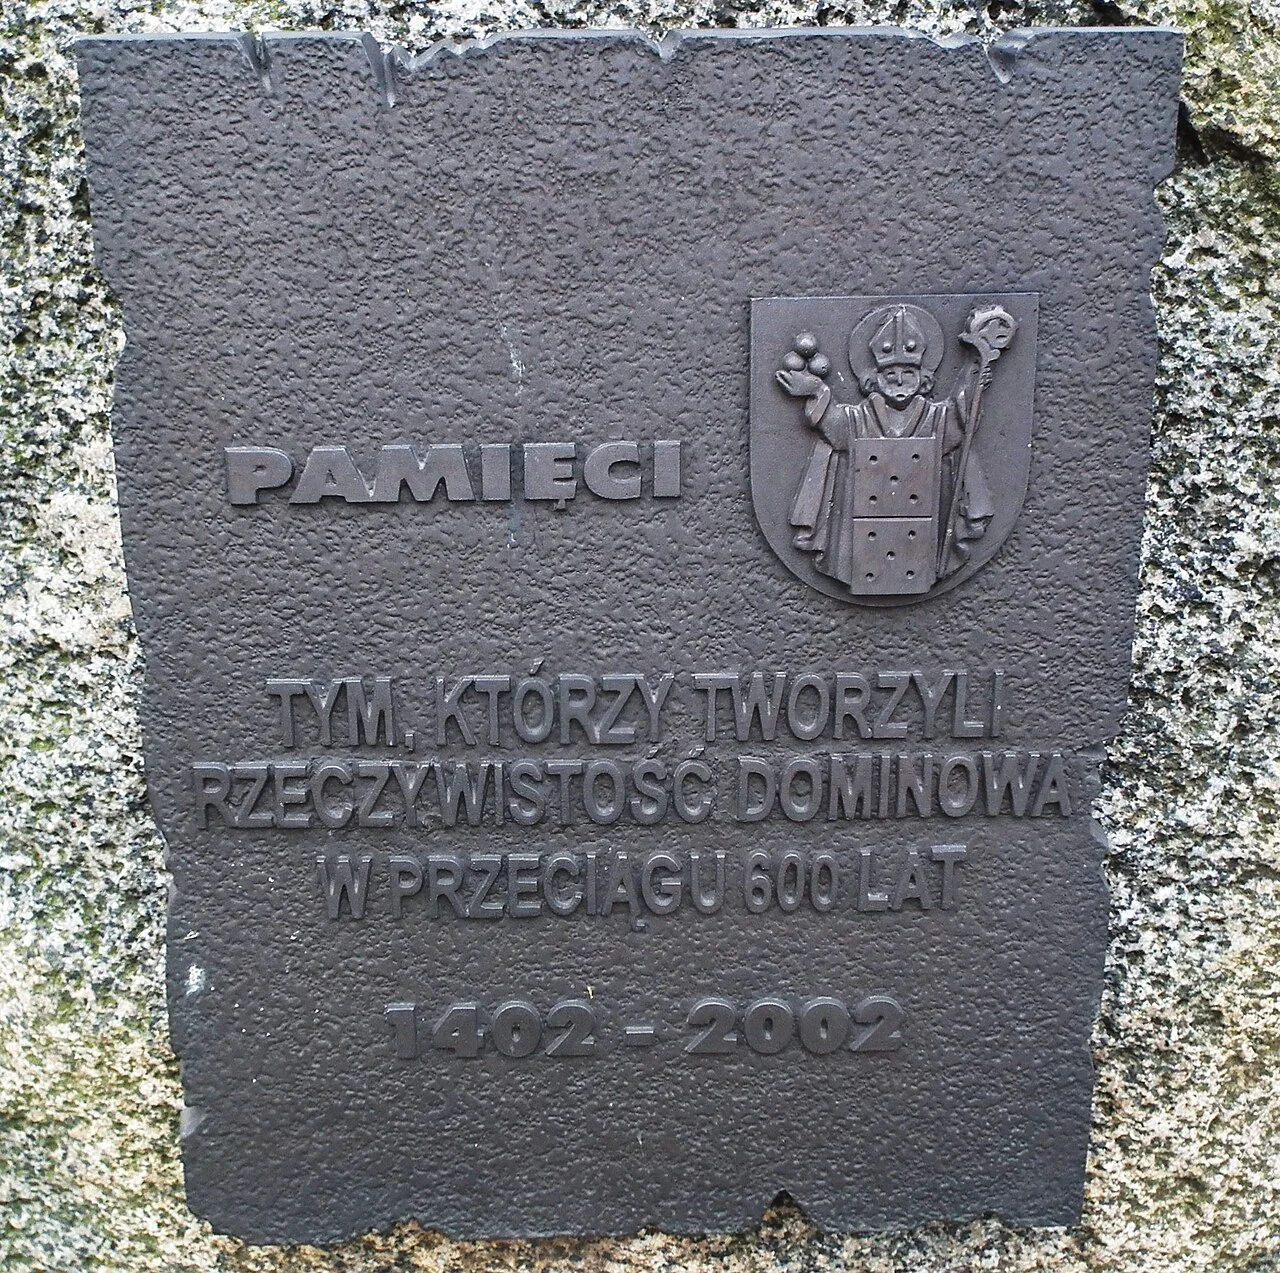 PAMIĘCI
TYM, KTÓRZY TWORZYLI
RZECZYWISTOŚĆ DOMINOWA
W PRZECIĄGU 600 LAT
1402 - 2002